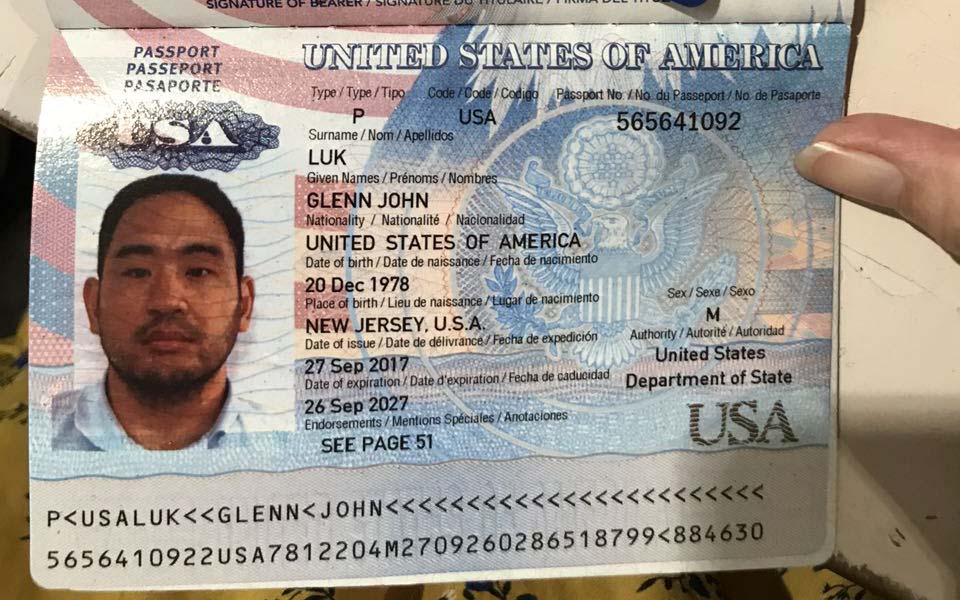 SIGNATURE OF BEARER / SIGNATURE DU TITULAIRE / FIRMA DEL
PASSPORT
PASSEPORT
PASAPORTE
USA
UNITED STATES OF AMERICA
Type / Type / Tipo Code / Code / Codigo Passport No. / No. du Passeport / No. de Pasaporte
P USA 565641092
Surname / Nom / Apellidos
LUK
Given Names / Prénoms / Nombres
GLENN JOHN
Nationality / Nationalité / Nacionalidad
UNITED STATES OF AMERICA
Date of birth / Date de naissance / Fecha de nacimiento
20 Dec 1978
Place of birth / Lieu de naissance / Lugar de nacimiento Sex / Sexe / Sexo
NEW JERSEY, U.S.A. M
Date of issue / Date de délivrance / Fecha de expedición Authority / Autorité / Autoridad
27 Sep 2017 United States
Date of expiration / Date d'expiration / Fecha de caducidad Department of State
26 Sep 2027
Endorsements / Mentions Spéciales / Anotaciones
SEE PAGE 51
USA
P<USALUK<<GLENN<JOHN<<<<<<<<<<<<<<<<<<<<<<<<
5656410922USA7812204M2709260286518799<884630